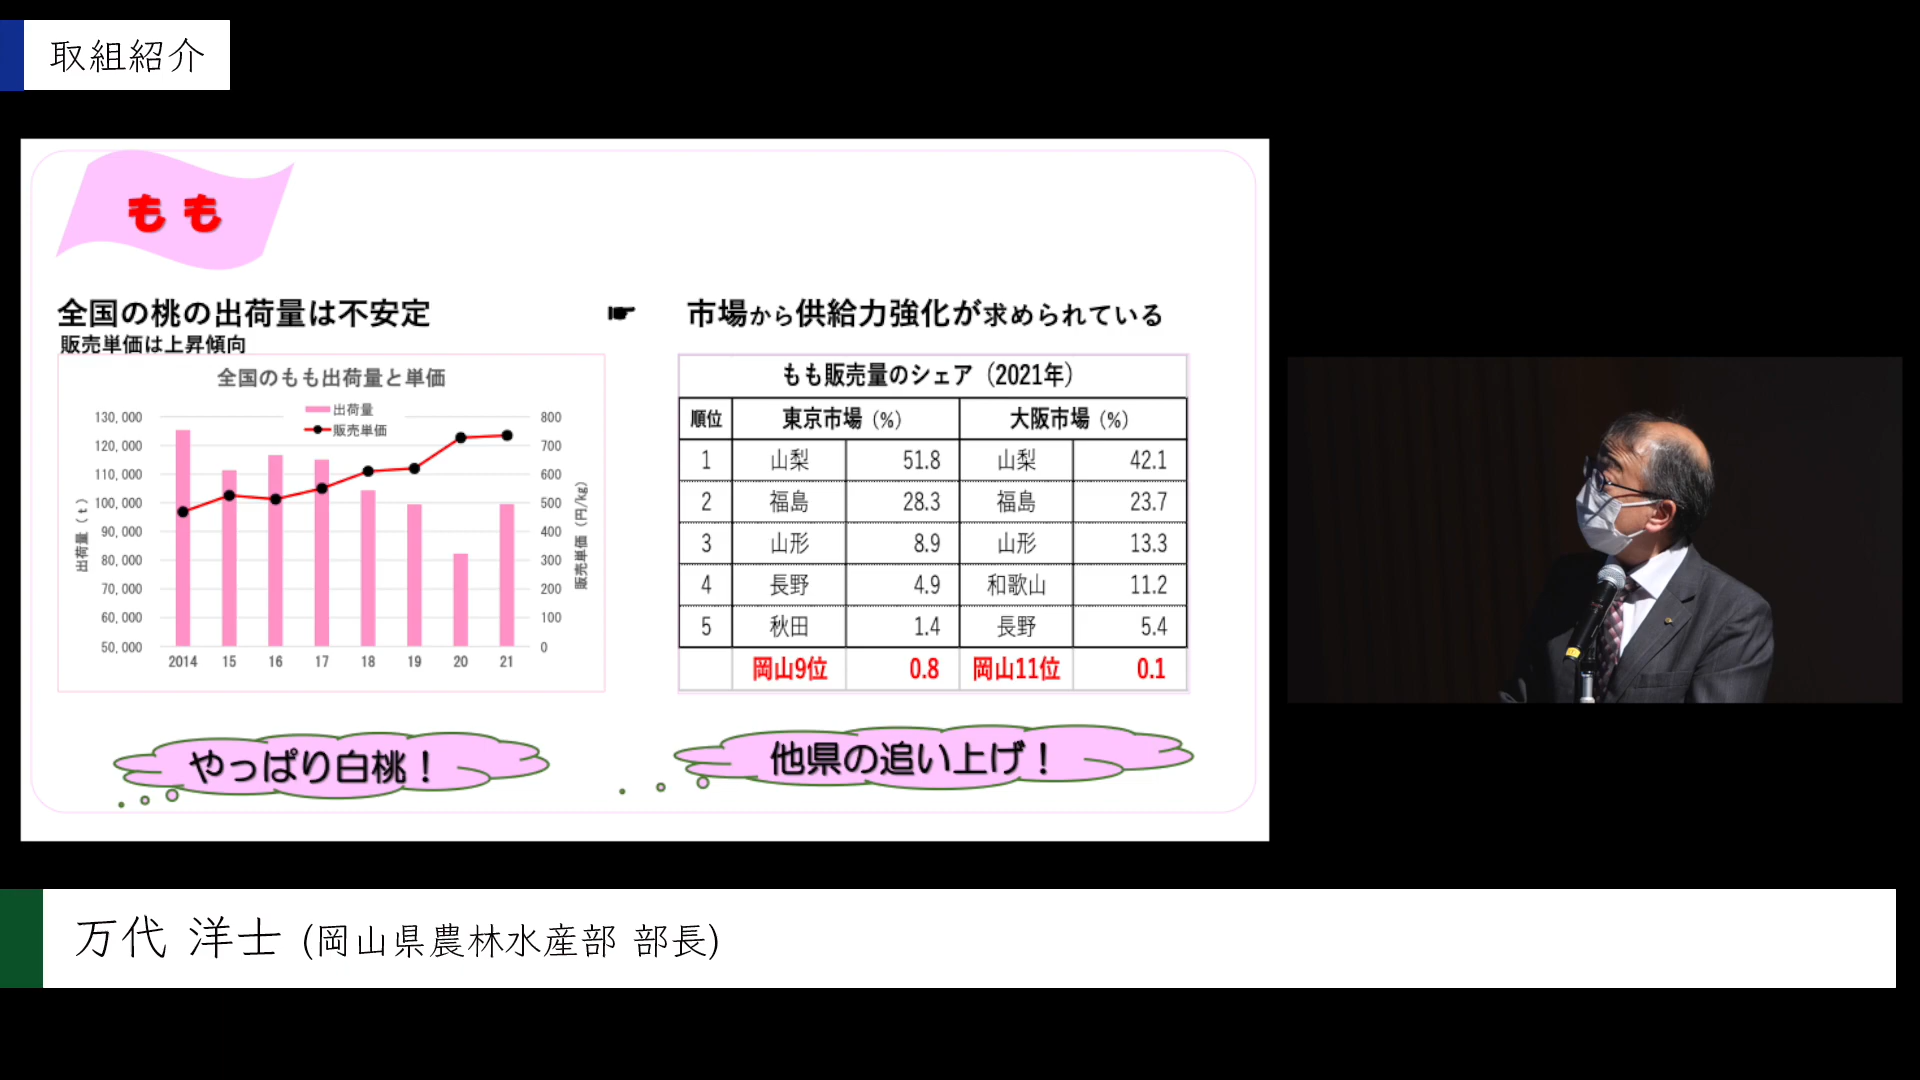 取組紹介
もも
全国の桃の出荷量は不安定
販売単価は上昇傾向
☛
市場から供給力強化が求められている
全国のもも出荷量と単価
出荷量
販売単価
130,000
120,000
110,000
100,000
90,000
80,000
70,000
60,000
50,000
出荷量（ｔ）
800
700
600
500
400
300
200
100
0
販売単価（円/kg）
2014 15 16 17 18 19 20 21
もも販売量のシェア（2021年）
順位 東京市場（%） 大阪市場（%）
1 山梨 51.8 山梨 42.1
2 福島 28.3 福島 23.7
3 山形 8.9 山形 13.3
4 長野 4.9 和歌山 11.2
5 秋田 1.4 長野 5.4
岡山9位 0.8 岡山11位 0.1
やっぱり白桃！
他県の追い上げ！
万代 洋士 (岡山県農林水産部 部長)